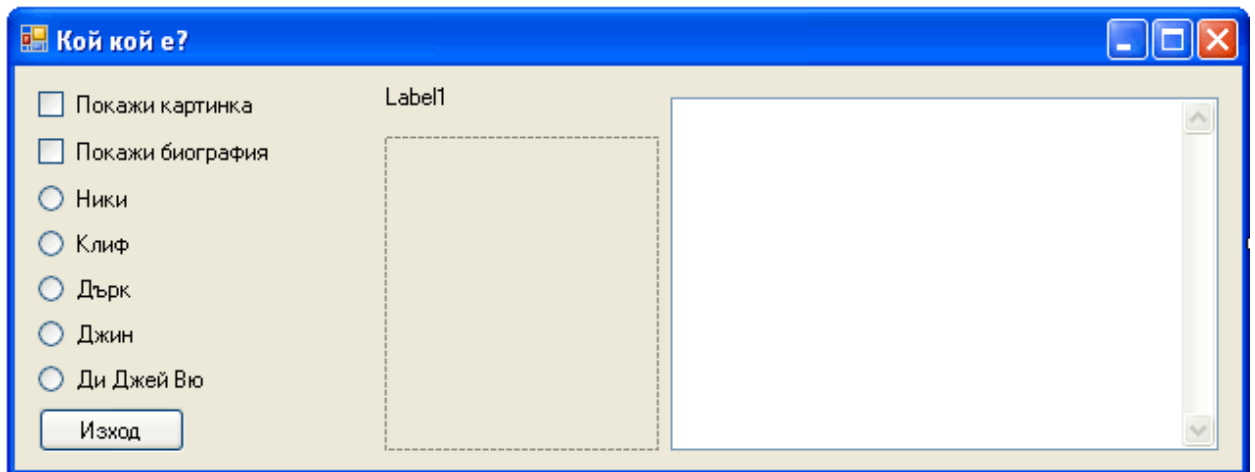 Кой кой е?
Покажи картинка
Покажи биография
Ники
Клиф
Дърк
Джин
Ди Джей Вю
Изход
Label1